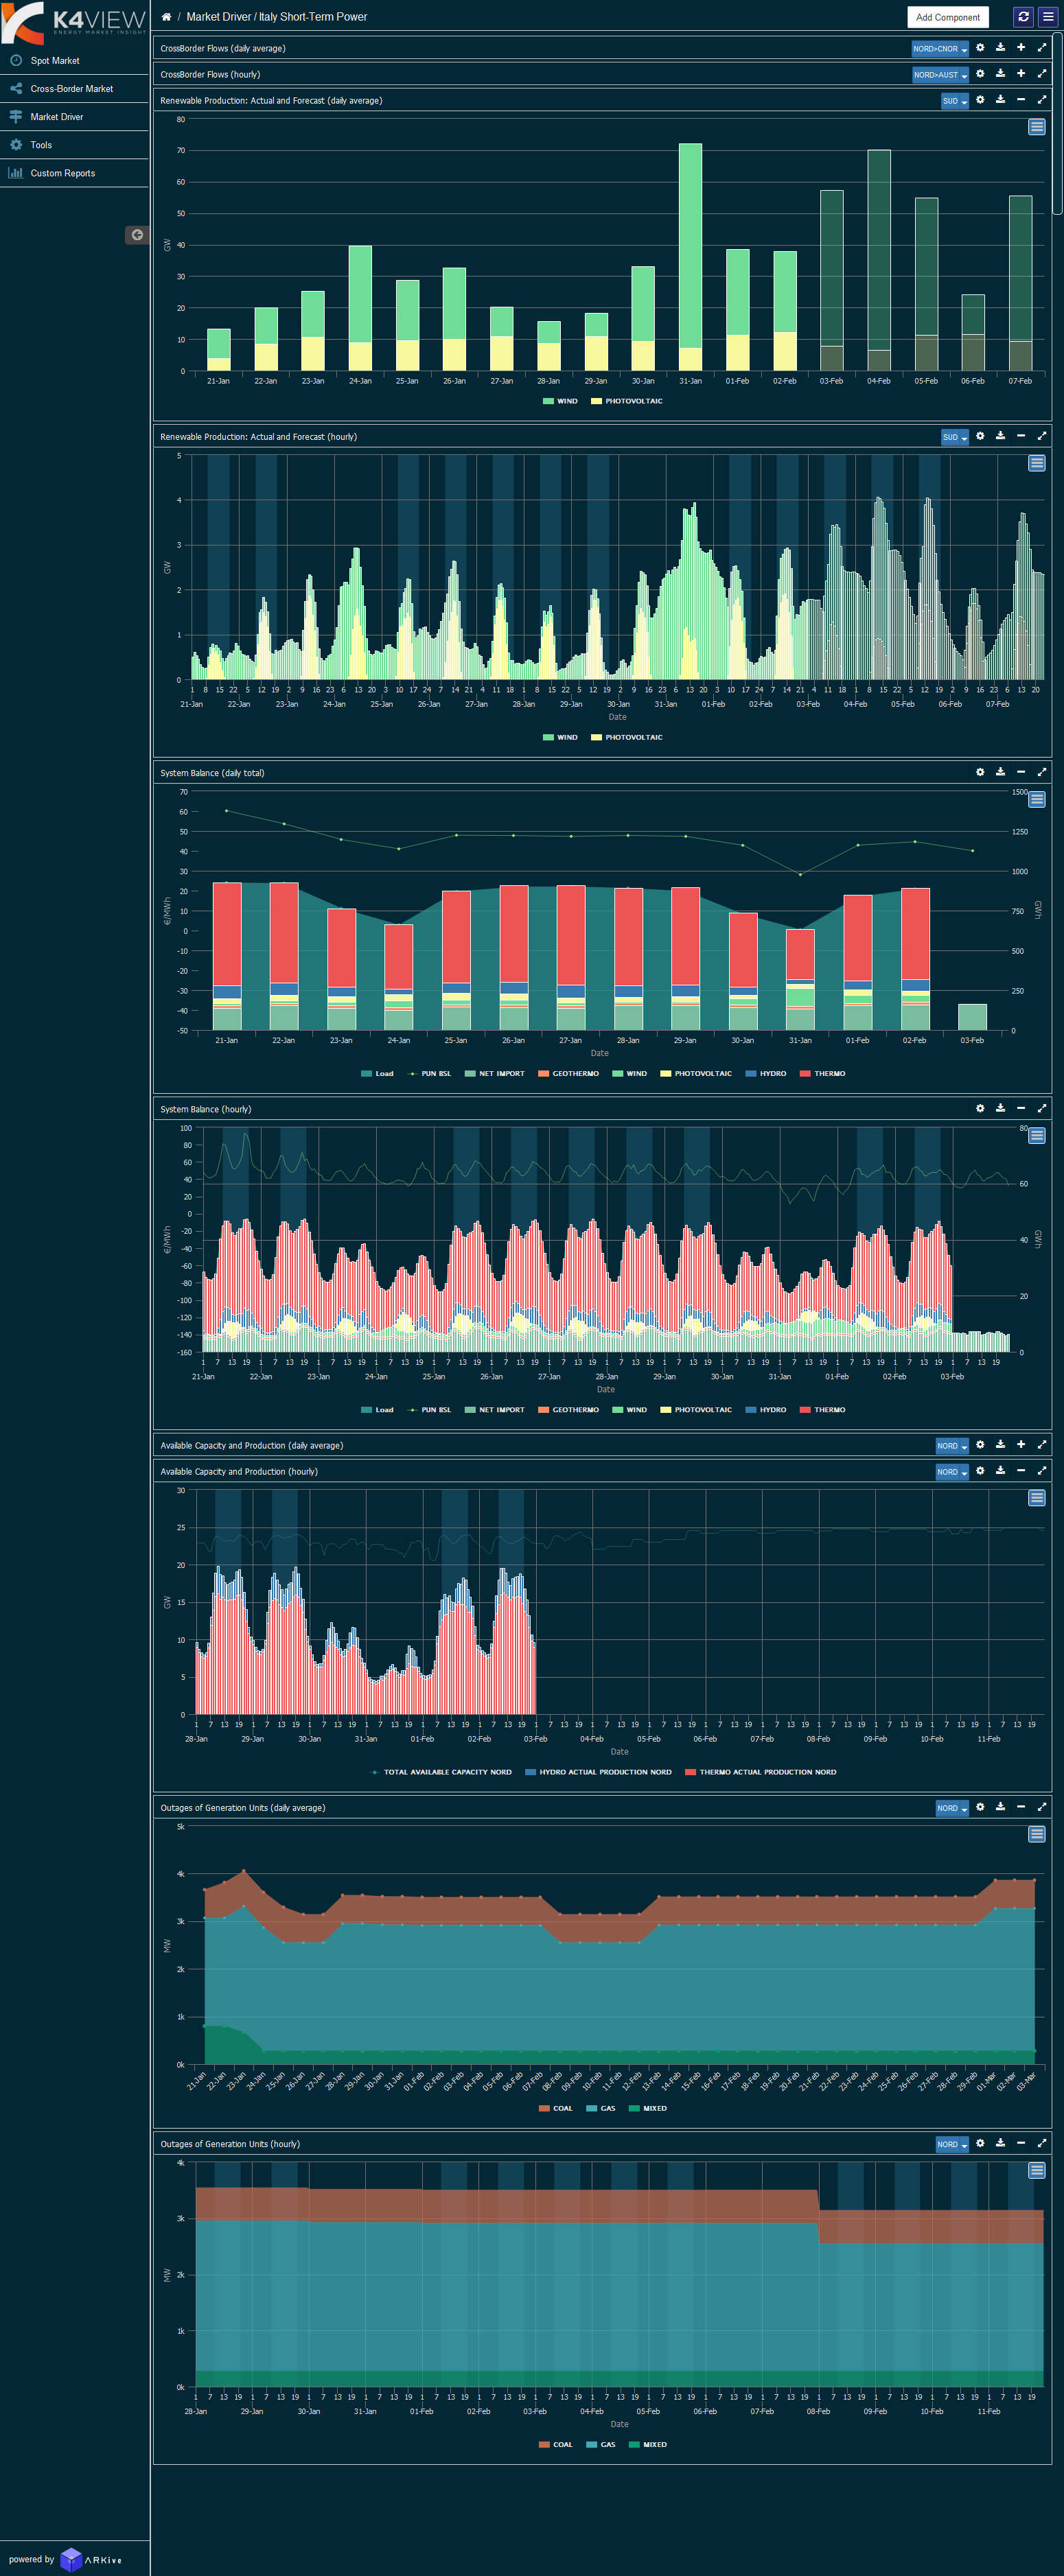 K4VIEW
ENERGY MARKET INSIGHT
Spot Market
Cross-Border Market
Market Driver
Tools
Custom Reports
/ Market Driver / Italy Short-Term Power
Add Component
CrossBorder Flows (daily average)
NORD>CNOR
CrossBorder Flows (hourly)
NORD>AUST
Renewable Production: Actual and Forecast (daily average)
SUD
80
70
60
50
40
30
20
10
0
GW
21-Jan 22-Jan 23-Jan 24-Jan 25-Jan 26-Jan 27-Jan 28-Jan 29-Jan 30-Jan 31-Jan 01-Feb 02-Feb 03-Feb 04-Feb 05-Feb 06-Feb 07-Feb
WIND PHOTOVOLTAIC
Renewable Production: Actual and Forecast (hourly)
SUD
5
4
3
2
1
0
GW
1 8 15 22 5 12 19 2 9 16 23 6 13 20 3 10 17 24 7 14 21 4 11 18 1 8 15 22 5 12 19 2 9 16 23 6 13 20 3 10 17 24 7 14 21 4 11 18 1 8 15 22 5 12 19 2 9 16 23 6 13 20
21-Jan 22-Jan 23-Jan 24-Jan 25-Jan 26-Jan 27-Jan 28-Jan 29-Jan 30-Jan 31-Jan 01-Feb 02-Feb 03-Feb 04-Feb 05-Feb 06-Feb 07-Feb
Date
WIND PHOTOVOLTAIC
System Balance (daily total)
70
60
50
40
30
20
10
0
-10
-20
-30
-40
-50
€/MWh
1500
1250
1000
750
500
250
0
GWh
21-Jan 22-Jan 23-Jan 24-Jan 25-Jan 26-Jan 27-Jan 28-Jan 29-Jan 30-Jan 31-Jan 01-Feb 02-Feb 03-Feb
Date
Load PUN BSL NET IMPORT GEOTHERMO WIND PHOTOVOLTAIC HYDRO THERMO
System Balance (hourly)
100
80
60
40
20
0
-20
-40
-60
-80
-100
-120
-140
-160
€/MWh
80
60
40
20
0
GWh
1 7 13 19 1 7 13 19 1 7 13 19 1 7 13 19 1 7 13 19 1 7 13 19 1 7 13 19 1 7 13 19 1 7 13 19 1 7 13 19 1 7 13 19 1 7 13 19 1 7 13 19 1 7 13 19
21-Jan 22-Jan 23-Jan 24-Jan 25-Jan 26-Jan 27-Jan 28-Jan 29-Jan 30-Jan 31-Jan 01-Feb 02-Feb 03-Feb
Date
Load PUN BSL NET IMPORT GEOTHERMO WIND PHOTOVOLTAIC HYDRO THERMO
Available Capacity and Production (daily average)
NORD
Available Capacity and Production (hourly)
NORD
30
25
20
15
10
5
0
GW
1 7 13 19 1 7 13 19 1 7 13 19 1 7 13 19 1 7 13 19 1 7 13 19 1 7 13 19 1 7 13 19 1 7 13 19 1 7 13 19 1 7 13 19 1 7 13 19 1 7 13 19 1 7 13 19 1 7 13 19
28-Jan 29-Jan 30-Jan 31-Jan 01-Feb 02-Feb 03-Feb 04-Feb 05-Feb 06-Feb 07-Feb 08-Feb 09-Feb 10-Feb 11-Feb
Date
TOTAL AVAILABLE CAPACITY NORD HYDRO ACTUAL PRODUCTION NORD THERMO ACTUAL PRODUCTION NORD
Outages of Generation Units (daily average)
NORD
5k
4k
3k
2k
1k
0k
MW
21-Jan 22-Jan 23-Jan 24-Jan 25-Jan 26-Jan 27-Jan 28-Jan 29-Jan 30-Jan 31-Jan 01-Feb 02-Feb 03-Feb 04-Feb 05-Feb 06-Feb 07-Feb 08-Feb 09-Feb 10-Feb 11-Feb 12-Feb 13-Feb 14-Feb 15-Feb 16-Feb 17-Feb 18-Feb 19-Feb 20-Feb 21-Feb 22-Feb 23-Feb 24-Feb 25-Feb 26-Feb 27-Feb 28-Feb 29-Feb 01-Mar 02-Mar 03-Mar
COAL GAS MIXED
Outages of Generation Units (hourly)
NORD
4k
3k
2k
1k
0k
MW
1 7 13 19 1 7 13 19 1 7 13 19 1 7 13 19 1 7 13 19 1 7 13 19 1 7 13 19 1 7 13 19 1 7 13 19 1 7 13 19 1 7 13 19 1 7 13 19 1 7 13 19 1 7 13 19 1 7 13 19
28-Jan 29-Jan 30-Jan 31-Jan 01-Feb 02-Feb 03-Feb 04-Feb 05-Feb 06-Feb 07-Feb 08-Feb 09-Feb 10-Feb 11-Feb
Date
COAL GAS MIXED
powered by ARKive